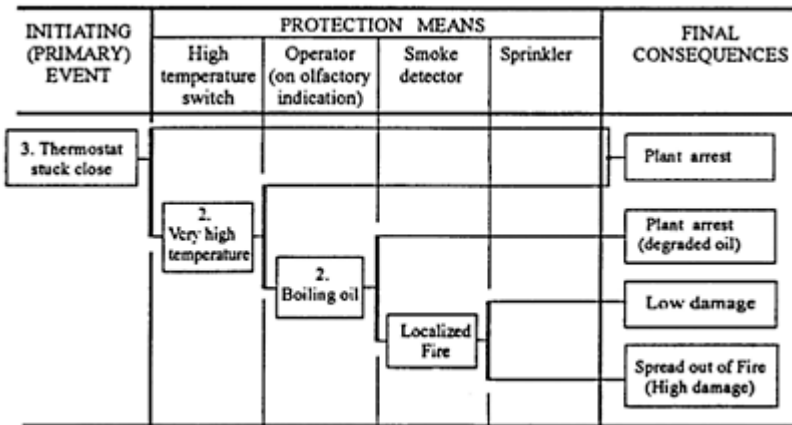 INITIATING
(PRIMARY)
EVENT
PROTECTION MEANS
High
temperature
switch
Operator
(on olfactory
indication)
Smoke
detector
Sprinkler
FINAL
CONSEQUENCES
3. Thermostat
stuck close
Plant arrest
2.
Very high
temperature
Plant arrest
(degraded oil)
2.
Boiling oil
Low damage
Localized
Fire
Spread out of Fire
(High damage)